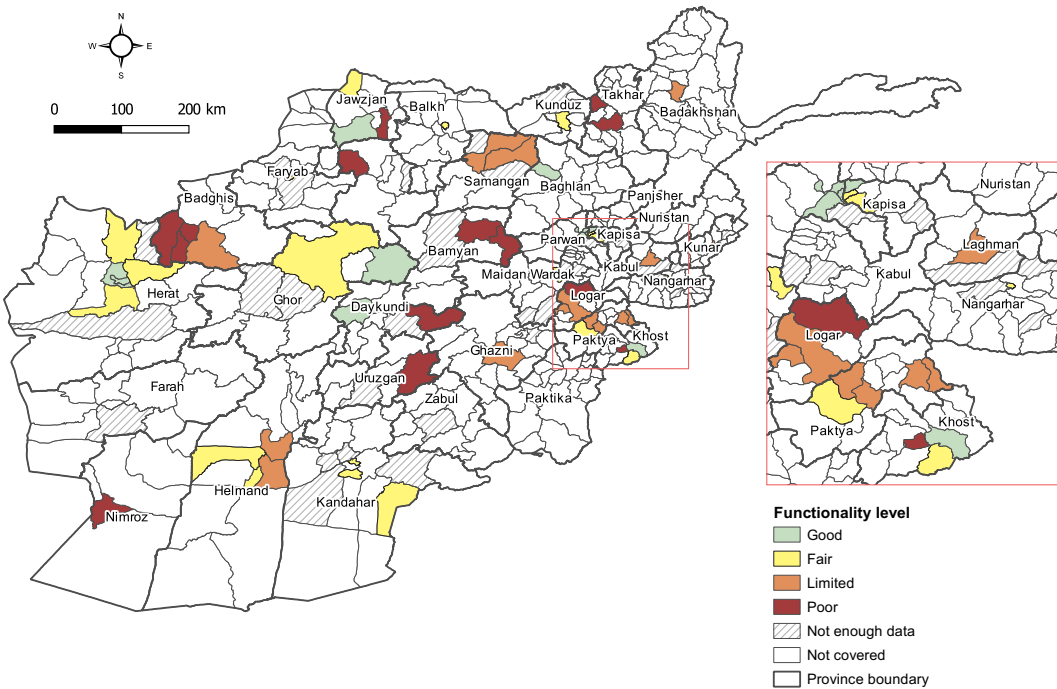 N
W E
S
0 100 200 km
Jawzjan
Balkh
Kunduz
Takhar
Badakhshan
Faryab
Samangan
Baghlan
Badghis
Panjsher
Nuristan
Bamyan
Parwan
Kapisa
Kunar
Maidan Wardak
Kabul
Nangarhar
Herat
Ghor
Daykundi
Logar
Paktya
Khost
Ghazni
Uruzgan
Farah
Zabul
Paktika
Helmand
Kandahar
Nimroz
Nuristan
Kapisa
Laghman
Kabul
Nangarhar
Logar
Khost
Paktya
Functionality level
Good
Fair
Limited
Poor
Not enough data
Not covered
Province boundary